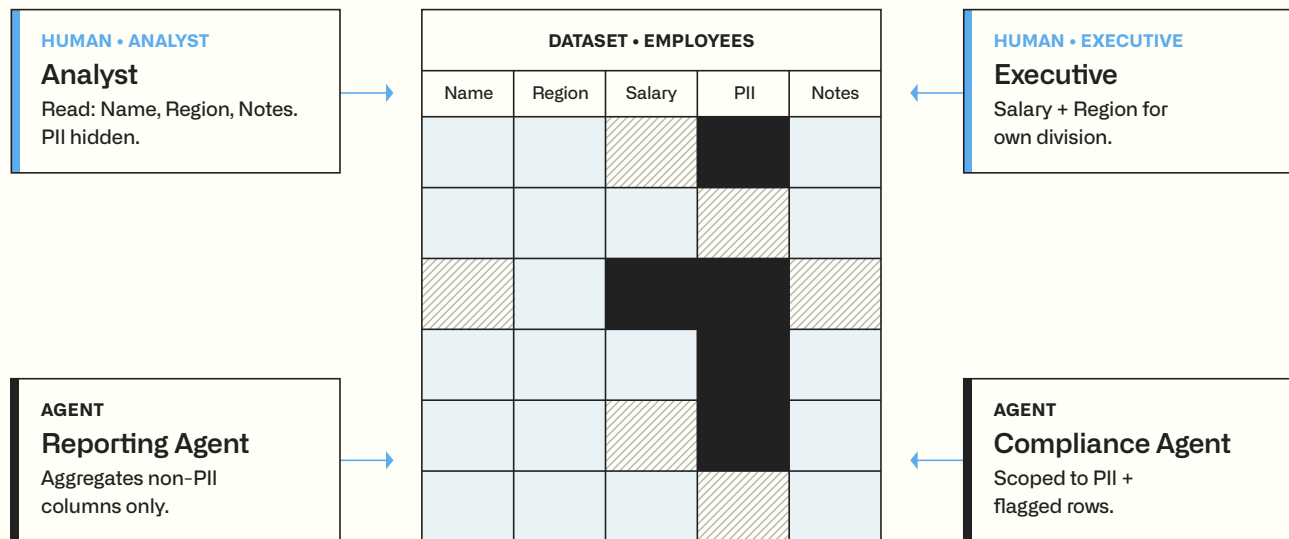 HUMAN • ANALYST
Analyst
Read: Name, Region, Notes.
PII hidden.
DATASET • EMPLOYEES
Name Region Salary PII Notes
HUMAN • EXECUTIVE
Executive
Salary + Region for
own division.
AGENT
Reporting Agent
Aggregates non-PII
columns only.
AGENT
Compliance Agent
Scoped to PII +
flagged rows.